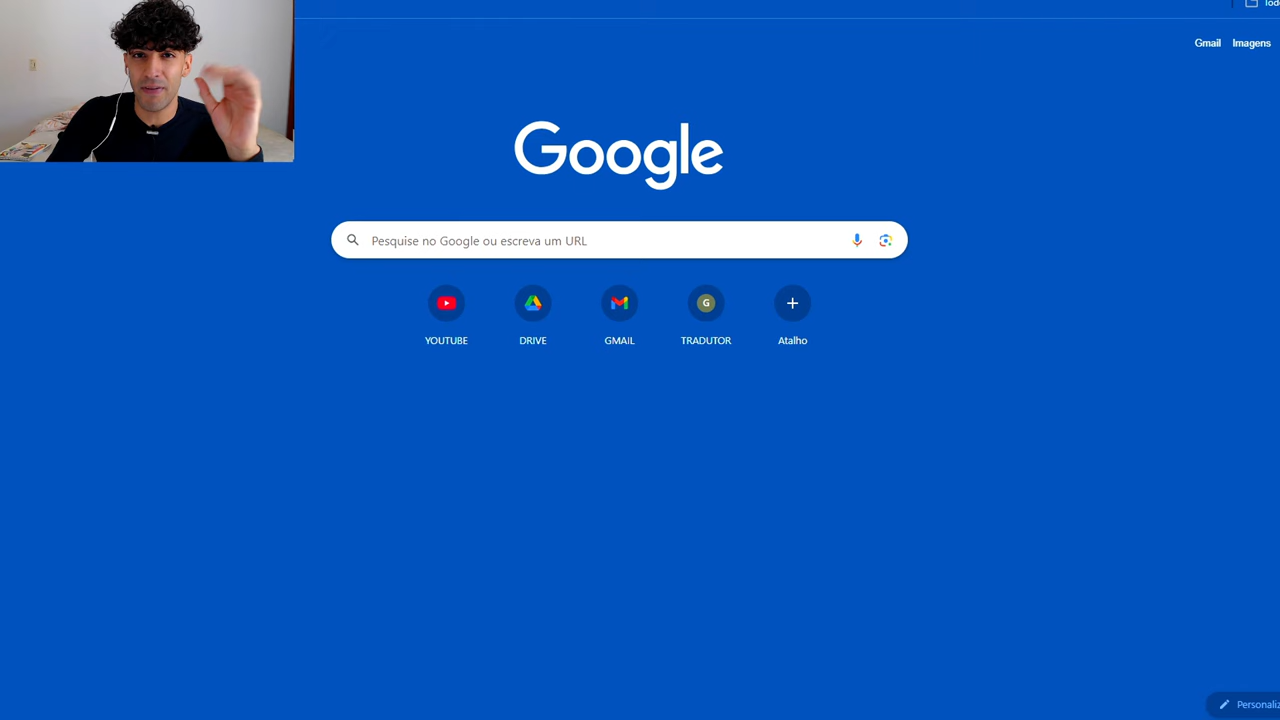 Gmail Imagens
Google
Pesquise no Google ou escreva um URL
G
YOUTUBE DRIVE GMAIL TRADUTOR Atalho